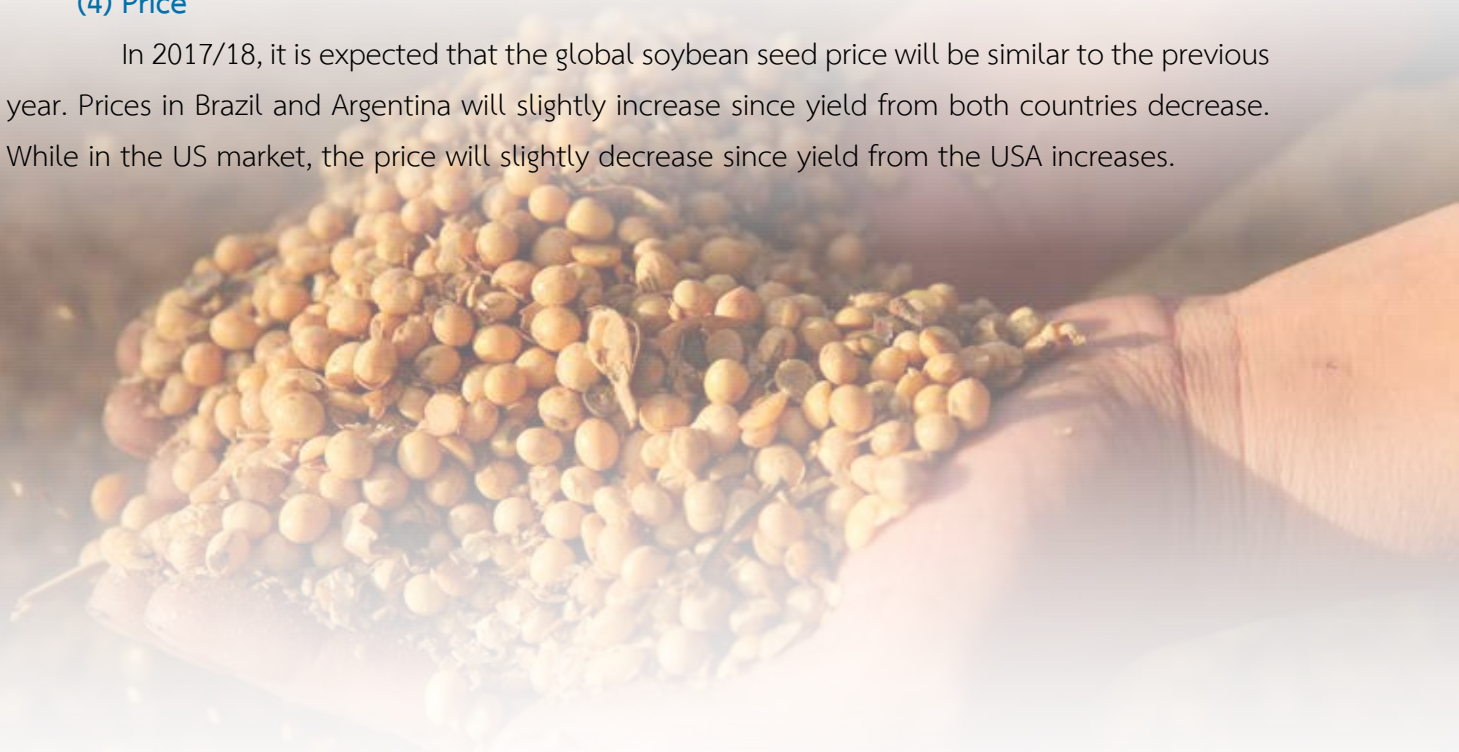 (4) Price
In 2017/18, it is expected that the global soybean seed price will be similar to the previous
year. Prices in Brazil and Argentina will slightly increase since yield from both countries decrease.
While in the US market, the price will slightly decrease since yield from the USA increases.